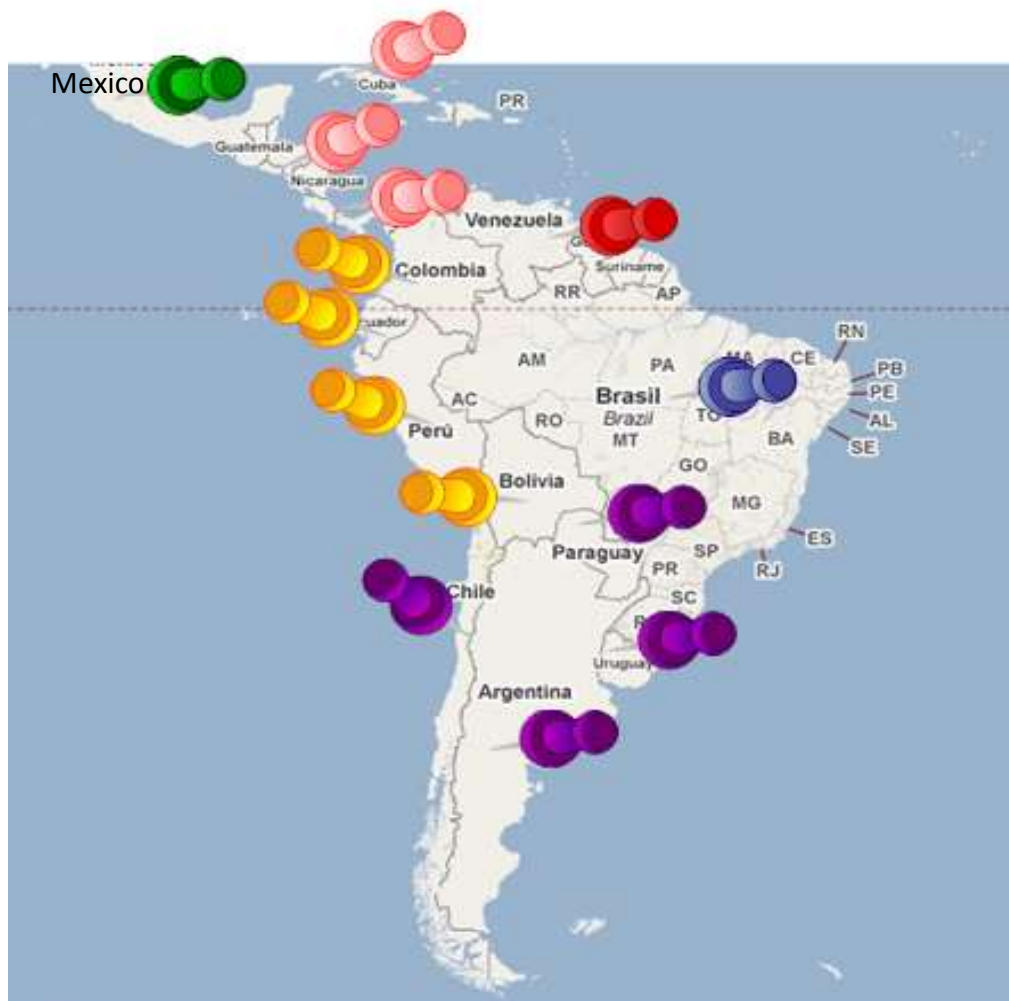 Mexico
Cuba
PR
Guatemala
Nicaragua
Venezuela
Suriname
Colombia
RR
AP
RN
AM
PA
MA
CE
PB
PE
AL
SE
Brasil
Brazil
AC
RO
TO
MT
BA
Perú
GO
Bolivia
MG
ES
Paraguay
SP
RJ
PR
Chile
SC
Uruguay
Argentina